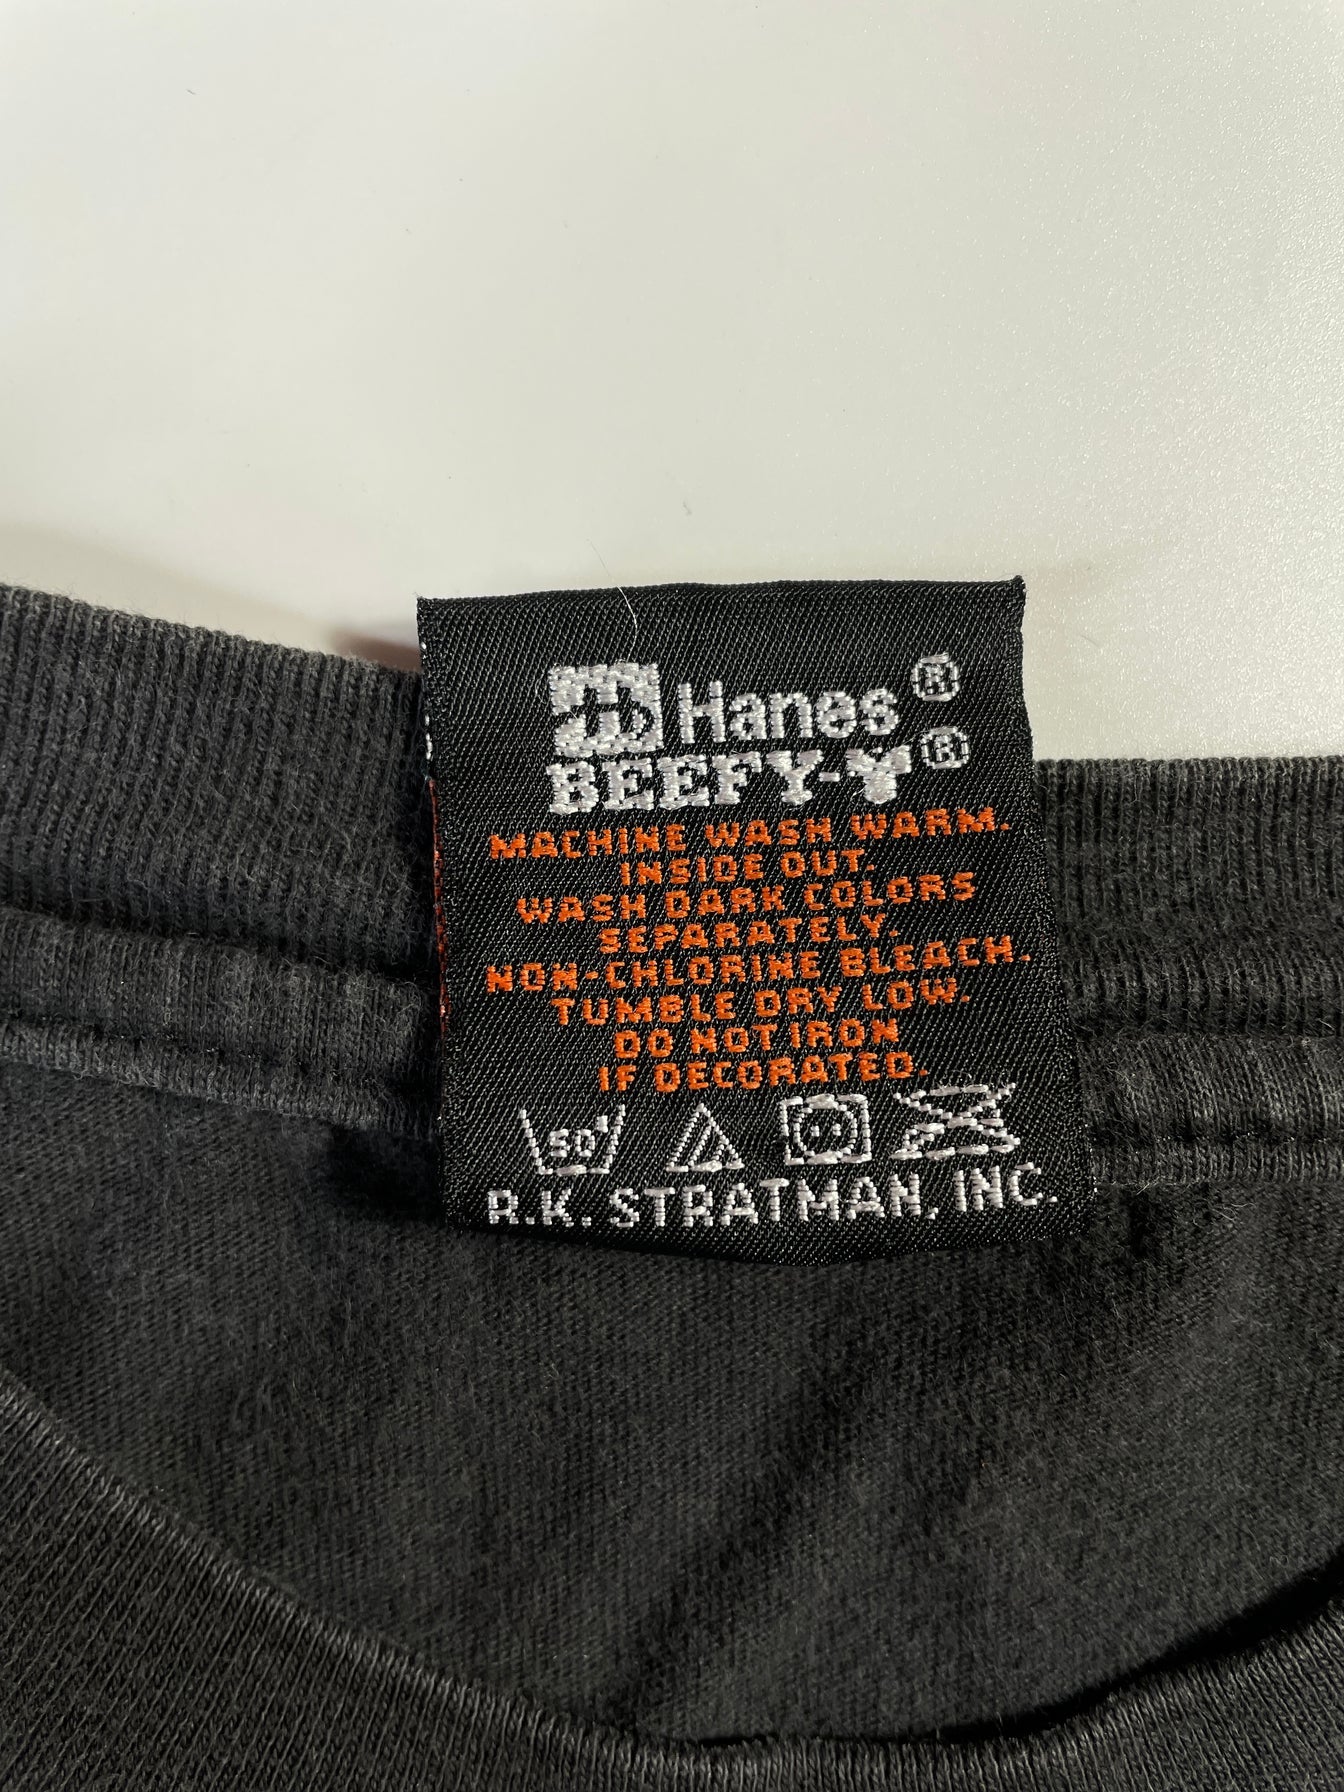 Hanes®
BEEFY-T®
MACHINE WASH WARM.
INSIDE OUT.
WASH DARK COLORS
SEPARATELY.
NON-CHLORINE BLEACH.
TUMBLE DRY LOW.
DO NOT IRON
IF DECORATED.
50°
R.K. STRATMAN, INC.